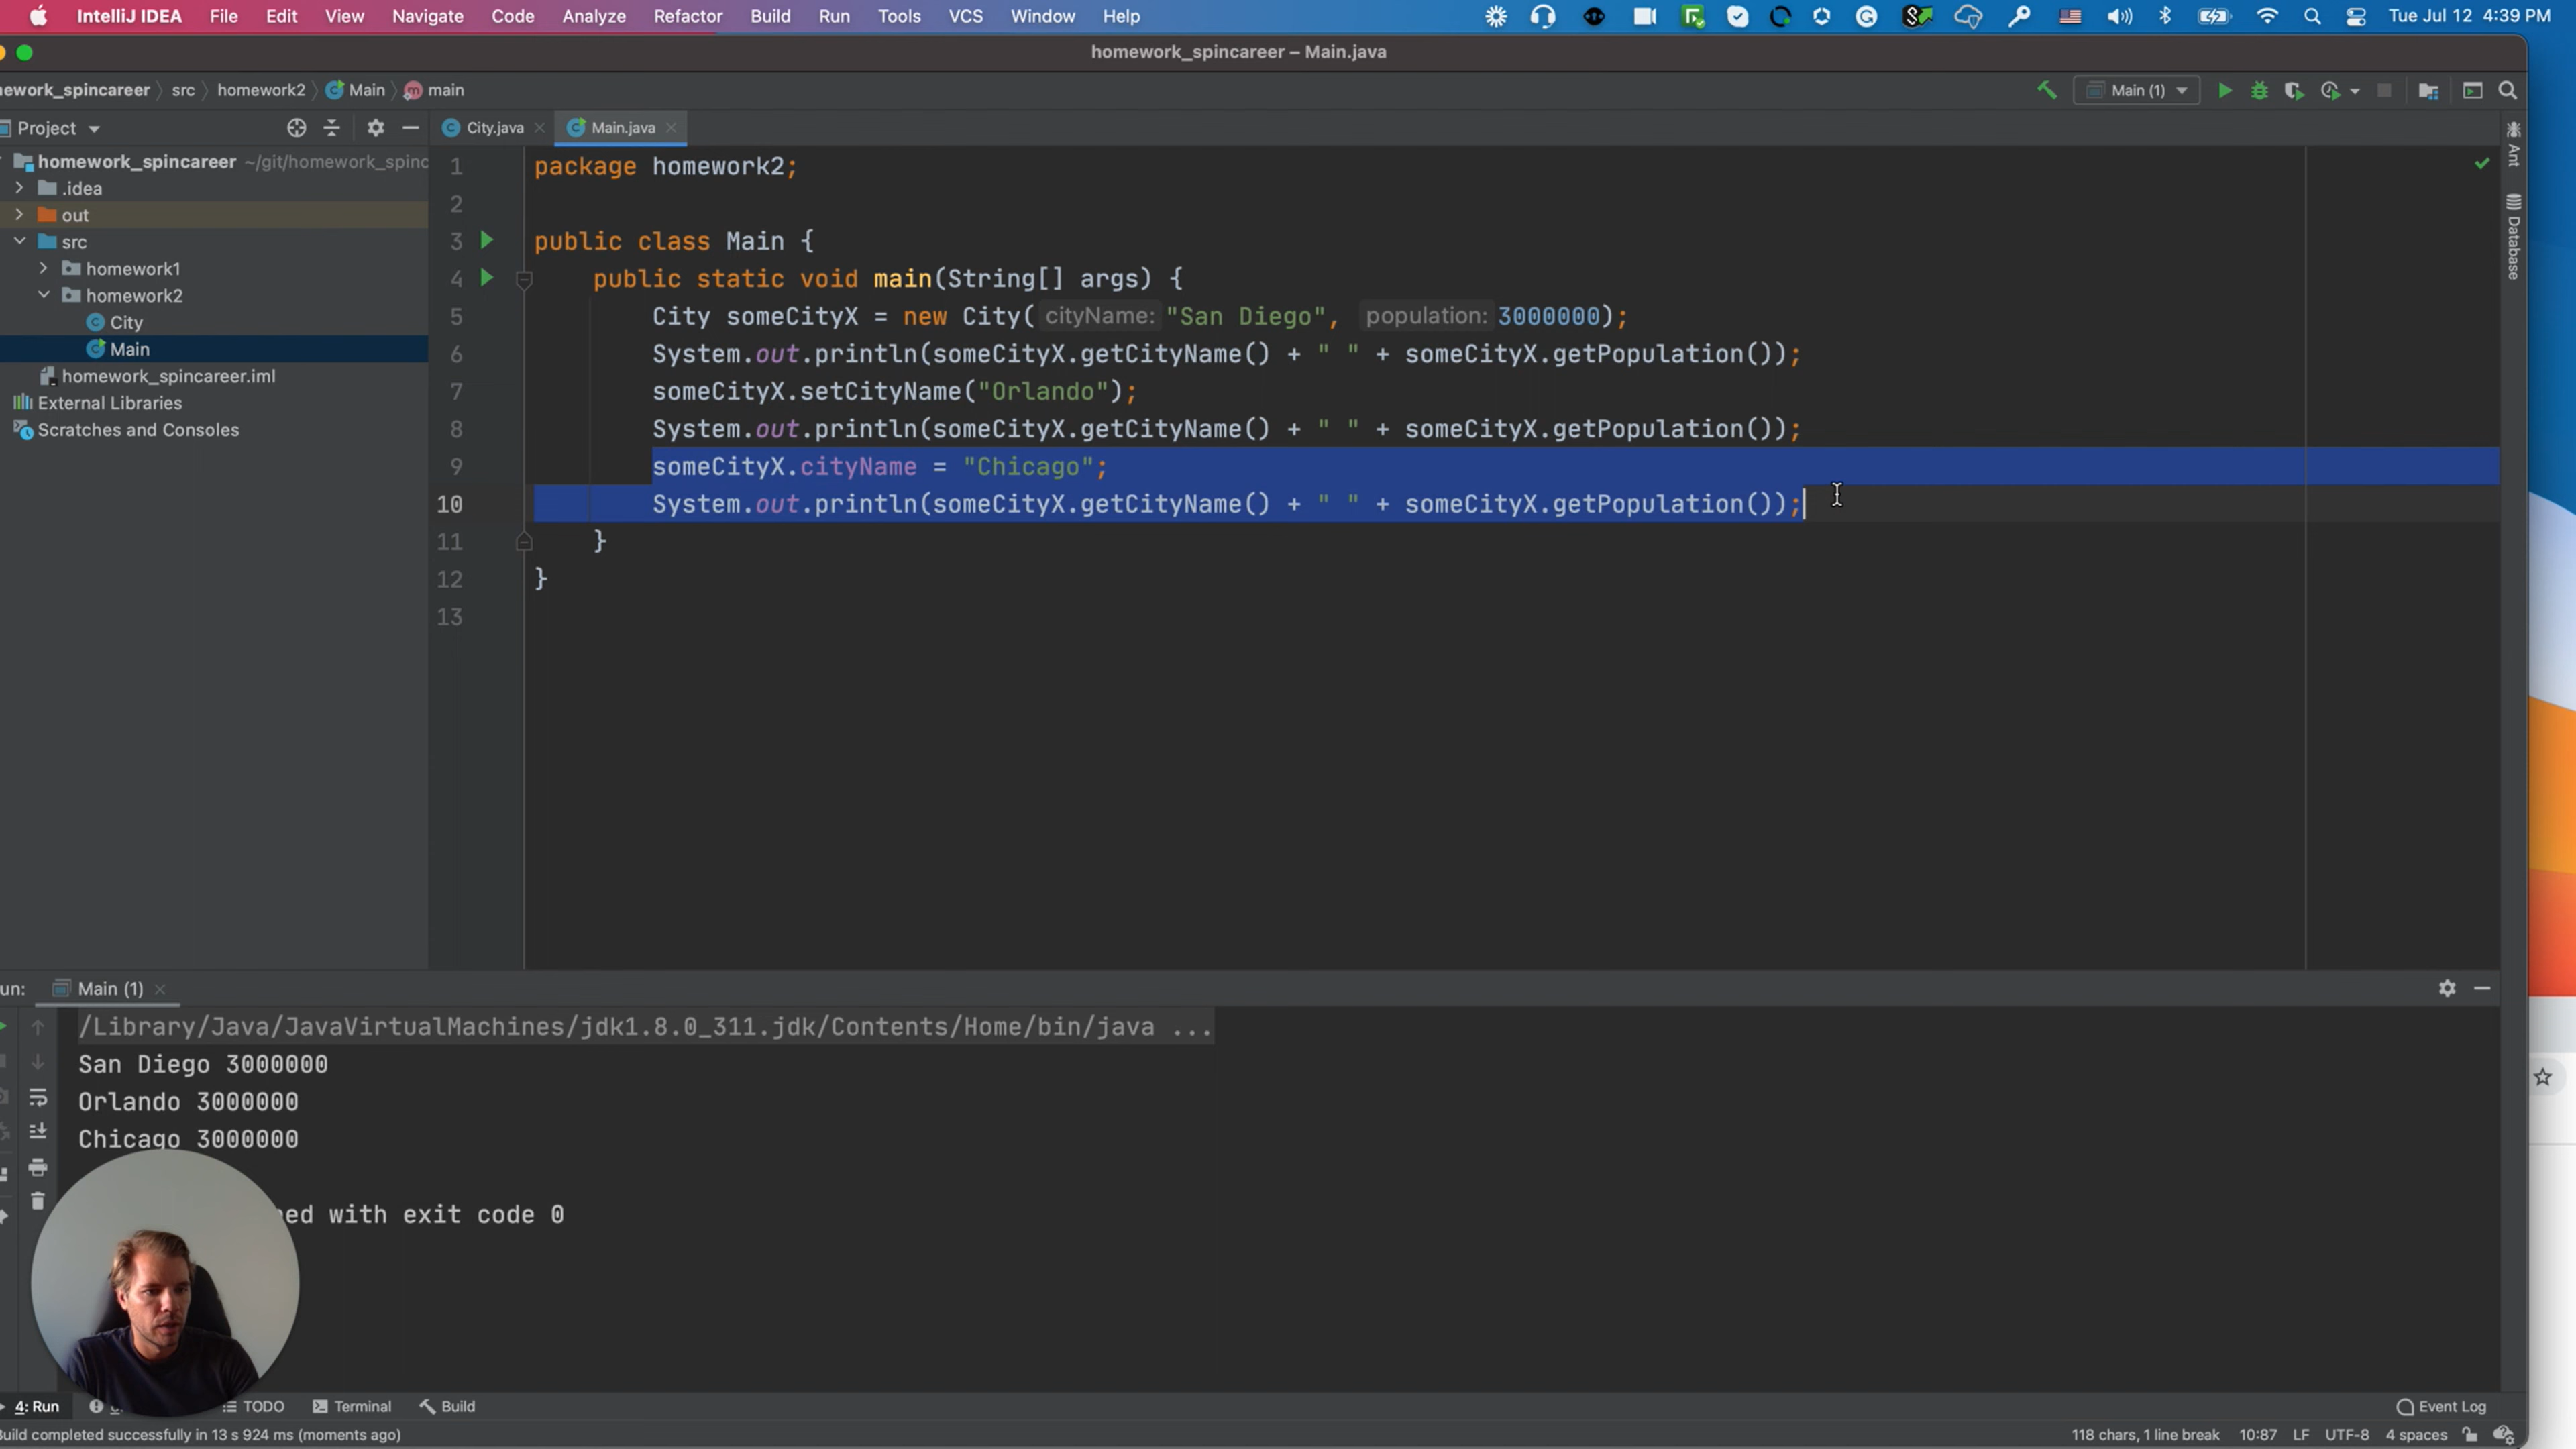 IntelliJ IDEA File Edit View Navigate Code Analyze Refactor Build Run Tools VCS Window Help Tue Jul 12 4:39 PM
homework_spincareer – Main.java
ework_spincareer src homework2 Main main Main (1)
Project City.java Main.java
homework_spincareer ~/git/homework_spinc
.idea
out
src
homework1
homework2
City
Main
homework_spincareer.iml
External Libraries
Scratches and Consoles
1 package homework2;
2
3 public class Main {
4 public static void main(String[] args) {
5 City someCityX = new City( cityName: "San Diego", population: 3000000);
6 System.out.println(someCityX.getCityName() + " " + someCityX.getPopulation());
7 someCityX.setCityName("Orlando");
8 System.out.println(someCityX.getCityName() + " " + someCityX.getPopulation());
9 someCityX.cityName = "Chicago";
10 System.out.println(someCityX.getCityName() + " " + someCityX.getPopulation());
11 }
12 }
13
Ant
Database
un: Main (1)
/Library/Java/JavaVirtualMachines/jdk1.8.0_311.jdk/Contents/Home/bin/java ...
San Diego 3000000
Orlando 3000000
Chicago 3000000
ed with exit code 0
4: Run TODO Terminal Build Event Log
Build completed successfully in 13 s 924 ms (moments ago) 118 chars, 1 line break 10:87 LF UTF-8 4 spaces